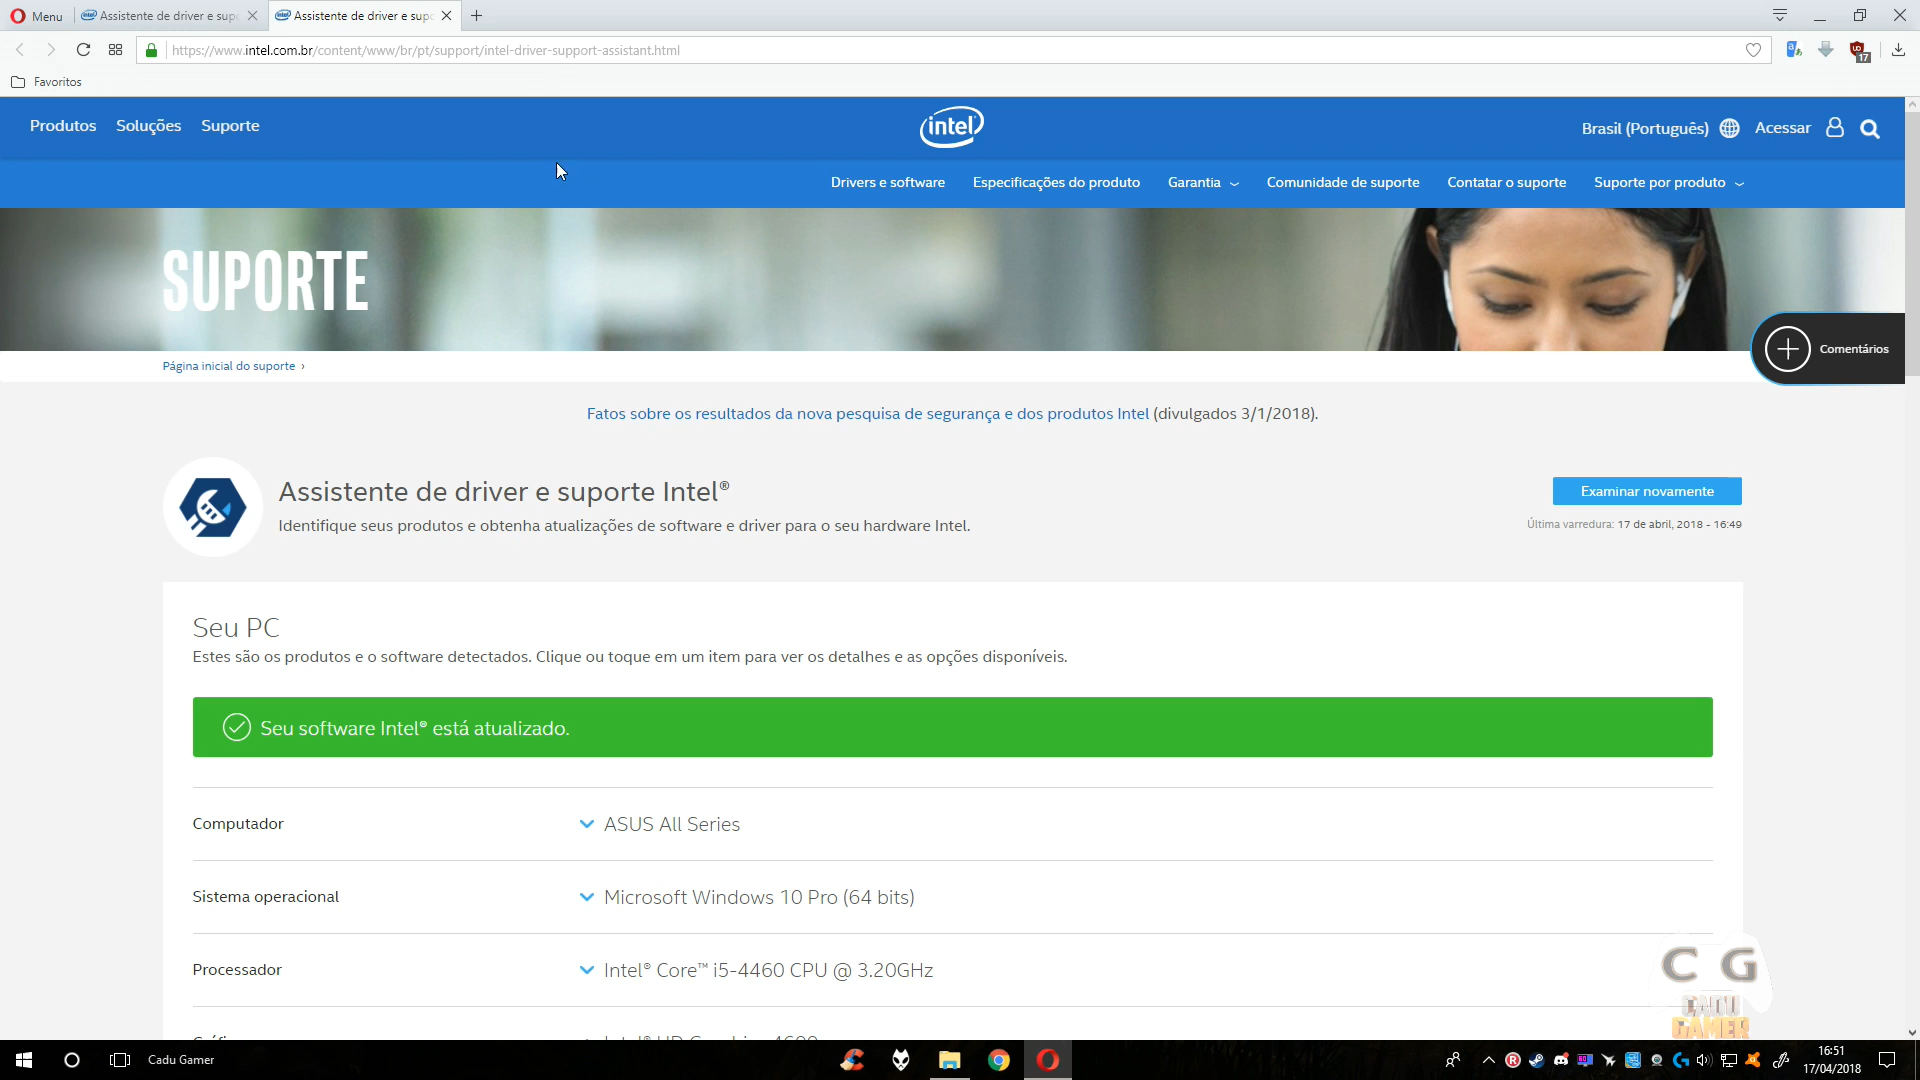 Menu
Assistente de driver e sup
Assistente de driver e sup
https://www.intel.com.br/content/www/br/pt/support/intel-driver-support-assistant.html
17
Favoritos
Produtos Soluções Suporte
intel
Brasil (Português) Acessar
Drivers e software Especificações do produto Garantia Comunidade de suporte Contatar o suporte Suporte por produto
SUPORTE
Comentários
Página inicial do suporte ›
Fatos sobre os resultados da nova pesquisa de segurança e dos produtos Intel (divulgados 3/1/2018).
Assistente de driver e suporte Intel®
Identifique seus produtos e obtenha atualizações de software e driver para o seu hardware Intel.
Examinar novamente
Última varredura: 17 de abril, 2018 - 16:49
Seu PC
Estes são os produtos e o software detectados. Clique ou toque em um item para ver os detalhes e as opções disponíveis.
Seu software Intel® está atualizado.
Computador ASUS All Series
Sistema operacional Microsoft Windows 10 Pro (64 bits)
Processador Intel® Core™ i5-4460 CPU @ 3.20GHz
C G
CADU
GAMER
Cadu Gamer
16:51
17/04/2018